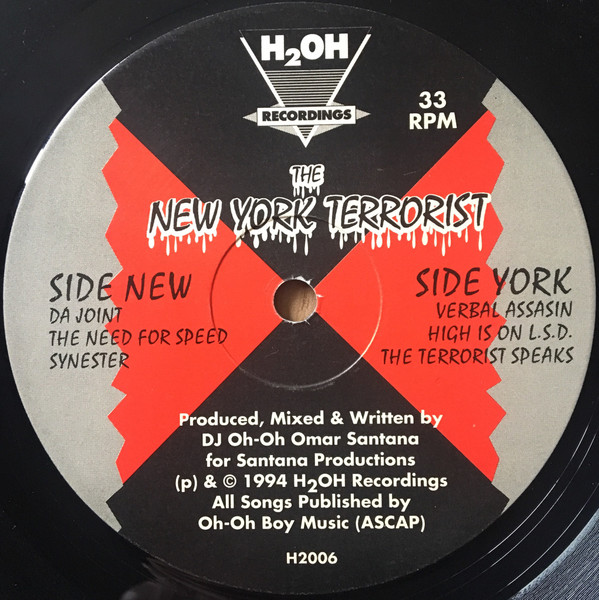 H2OH
RECORDINGS
33
RPM
THE
NEW YORK TERRORIST
SIDE NEW
DA JOINT
THE NEED FOR SPEED
SYNESTER
SIDE YORK
VERBAL ASSASIN
HIGH IS ON L.S.D.
THE TERRORIST SPEAKS
Produced, Mixed & Written by
DJ Oh-Oh Omar Santana
for Santana Productions
(p) & © 1994 H2OH Recordings
All Songs Published by
Oh-Oh Boy Music (ASCAP)
H2006